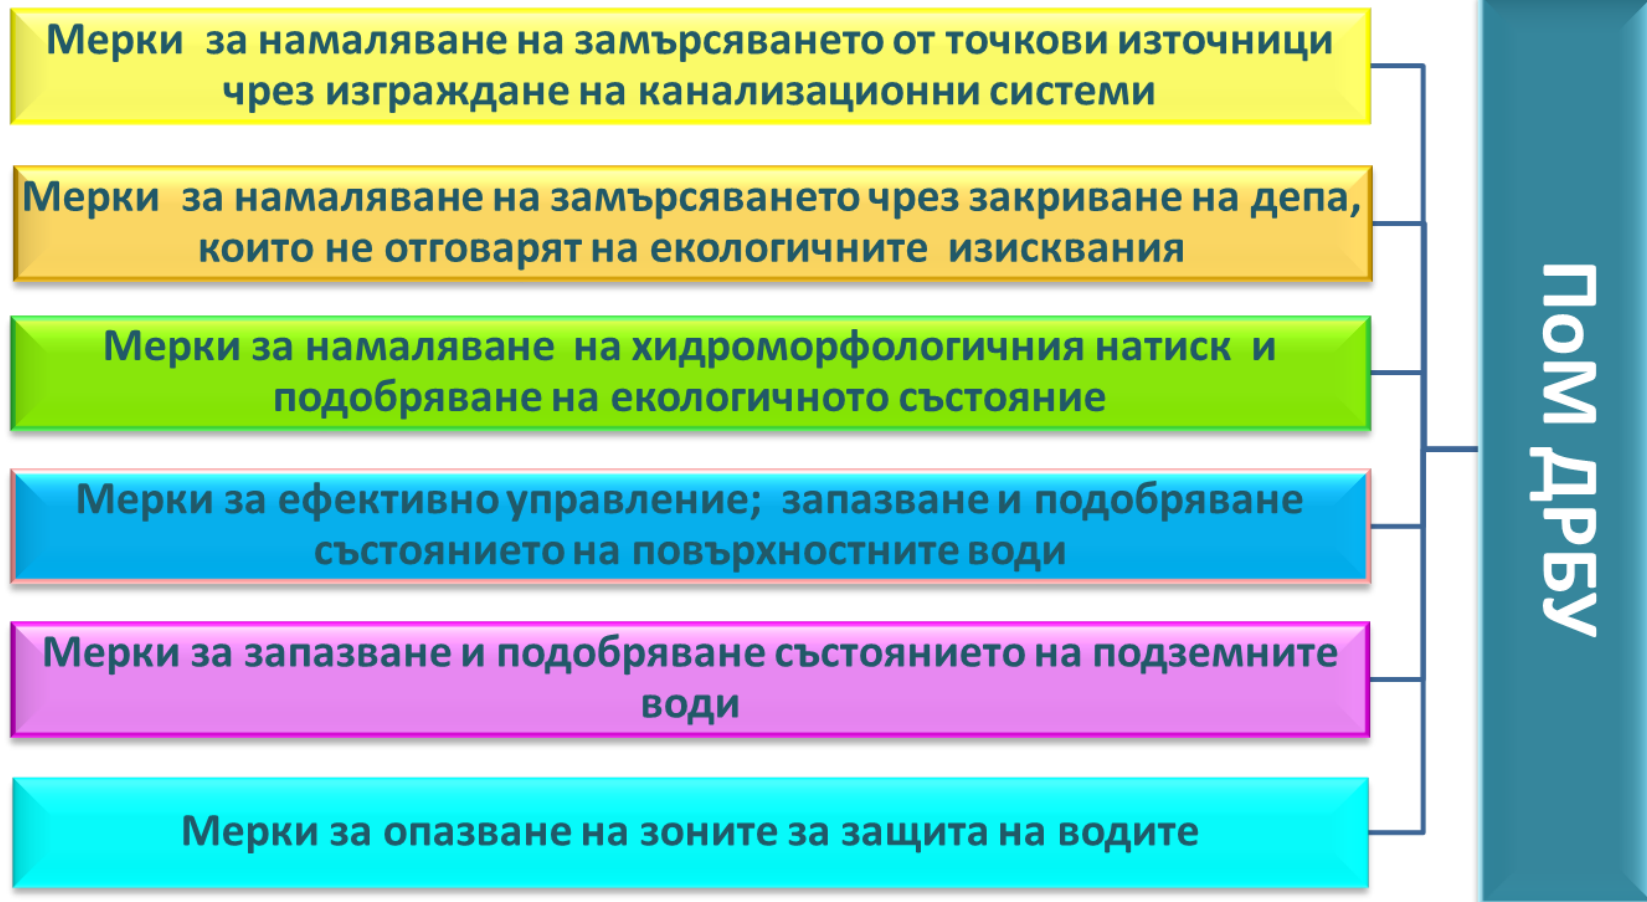 Мерки за намаляване на замърсяването от точкови източници
чрез изграждане на канализационни системи
Мерки за намаляване на замърсяването чрез закриване на депа,
които не отговарят на екологичните изисквания
Мерки за намаляване на хидроморфологичния натиск и
подобряване на екологичното състояние
Мерки за ефективно управление; запазване и подобряване
състоянието на повърхностните води
Мерки за запазване и подобряване състоянието на подземните
води
Мерки за опазване на зоните за защита на водите
ПоМ ДРБУ